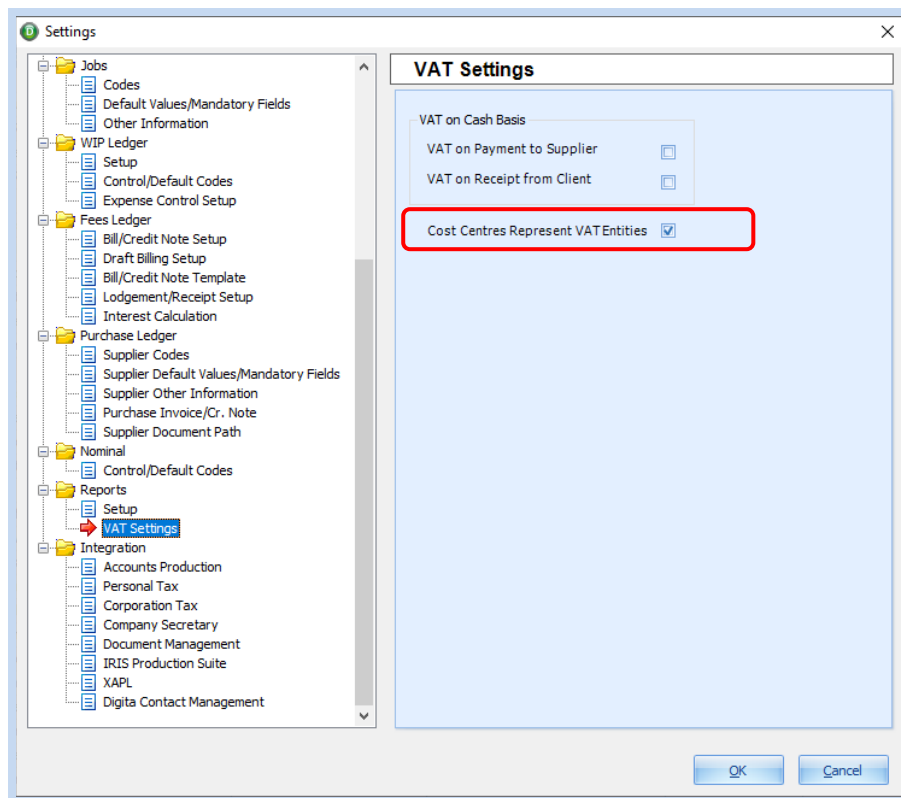 Settings
Jobs
Codes
Default Values/Mandatory Fields
Other Information
WIP Ledger
Setup
Control/Default Codes
Expense Control Setup
Fees Ledger
Bill/Credit Note Setup
Draft Billing Setup
Bill/Credit Note Template
Lodgement/Receipt Setup
Interest Calculation
Purchase Ledger
Supplier Codes
Supplier Default Values/Mandatory Fields
Supplier Other Information
Purchase Invoice/Cr. Note
Supplier Document Path
Nominal
Control/Default Codes
Reports
Setup
VAT Settings
Integration
Accounts Production
Personal Tax
Corporation Tax
Company Secretary
Document Management
IRIS Production Suite
XAPL
Digita Contact Management
VAT Settings
VAT on Cash Basis
VAT on Payment to Supplier
VAT on Receipt from Client
Cost Centres Represent VAT Entities
OK
Cancel